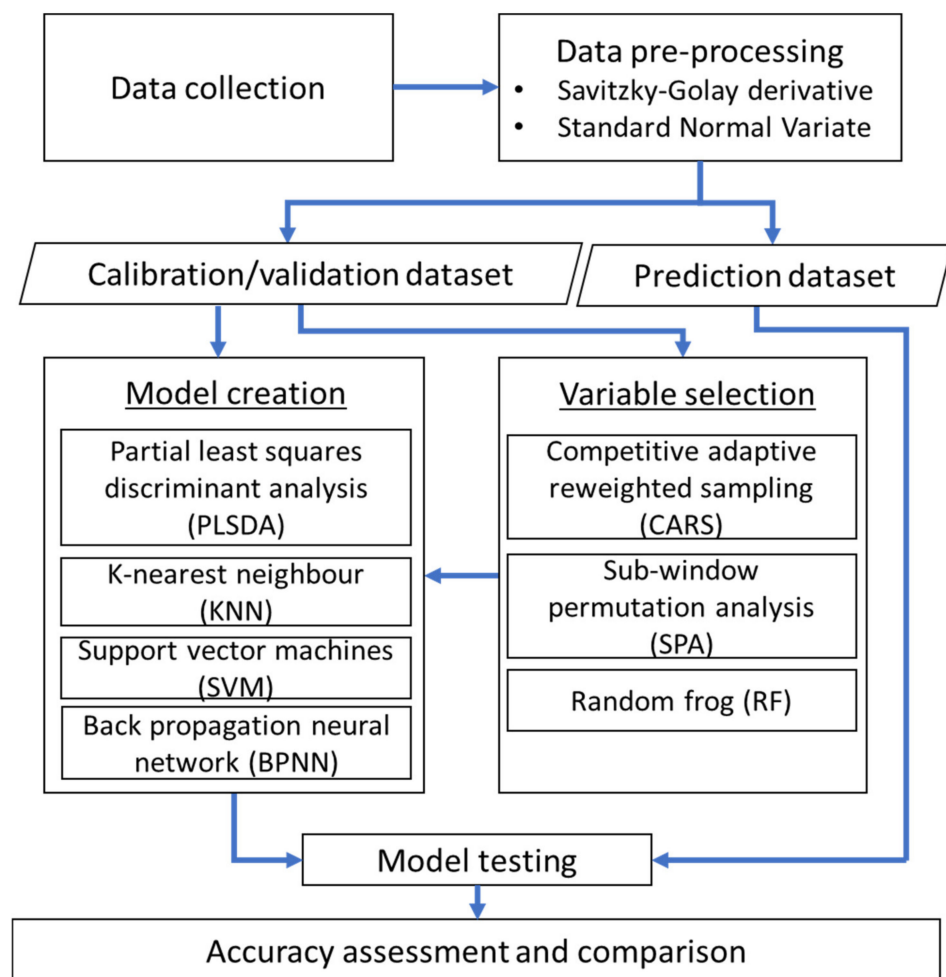 Data collection
Data pre-processing
• Savitzky-Golay derivative
• Standard Normal Variate
Calibration/validation dataset
Prediction dataset
Model creation
Partial least squares
discriminant analysis
(PLSDA)
K-nearest neighbour
(KNN)
Support vector machines
(SVM)
Back propagation neural
network (BPNN)
Variable selection
Competitive adaptive
reweighted sampling
(CARS)
Sub-window
permutation analysis
(SPA)
Random frog (RF)
Model testing
Accuracy assessment and comparison